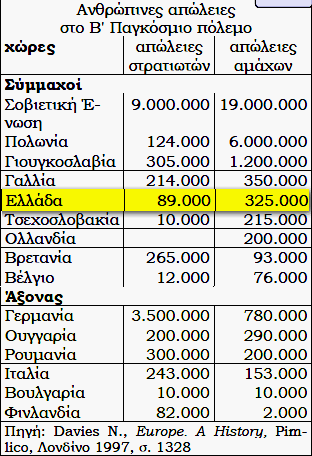 Ανθρώπινες απώλειες
στο Β' Παγκόσμιο πόλεμο
χώρες απώλειες απώλειες
στρατιωτών αμάχων
Σύμμαχοί
Σοβιετική Έ- 9.000.000 19.000.000
νωση
Πολωνία 124.000 6.000.000
Γιουγκοσλαβία 305.000 1.200.000
Γαλλία 214.000 350.000
Ελλάδα 89.000 325.000
Τσεχοσλοβακία 10.000 215.000
Ολλανδία 200.000
Βρετανία 265.000 93.000
Βέλγιο 12.000 76.000
Άξονας
Γερμανία 3.500.000 780.000
Ουγγαρία 200.000 290.000
Ρουμανία 300.000 200.000
Ιταλία 243.000 153.000
Βουλγαρία 10.000 10.000
Φινλανδία 82.000 2.000
Πηγή: Davies N., Europe. A History, Pim-
lico, Λονδίνο 1997, σ. 1328